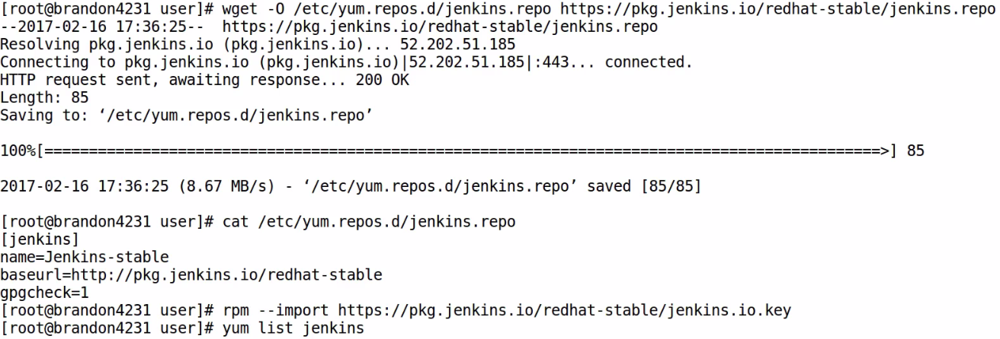 [root@brandon4231 user]# wget -O /etc/yum.repos.d/jenkins.repo https://pkg.jenkins.io/redhat-stable/jenkins.repo
--2017-02-16 17:36:25--  https://pkg.jenkins.io/redhat-stable/jenkins.repo
Resolving pkg.jenkins.io (pkg.jenkins.io)... 52.202.51.185
Connecting to pkg.jenkins.io (pkg.jenkins.io)|52.202.51.185|:443... connected.
HTTP request sent, awaiting response... 200 OK
Length: 85
Saving to: ‘/etc/yum.repos.d/jenkins.repo’
100%[==============================================================================================>] 85
2017-02-16 17:36:25 (8.67 MB/s) - ‘/etc/yum.repos.d/jenkins.repo’ saved [85/85]
[root@brandon4231 user]# cat /etc/yum.repos.d/jenkins.repo
[jenkins]
name=Jenkins-stable
baseurl=http://pkg.jenkins.io/redhat-stable
gpgcheck=1
[root@brandon4231 user]# rpm --import https://pkg.jenkins.io/redhat-stable/jenkins.io.key
[root@brandon4231 user]# yum list jenkins